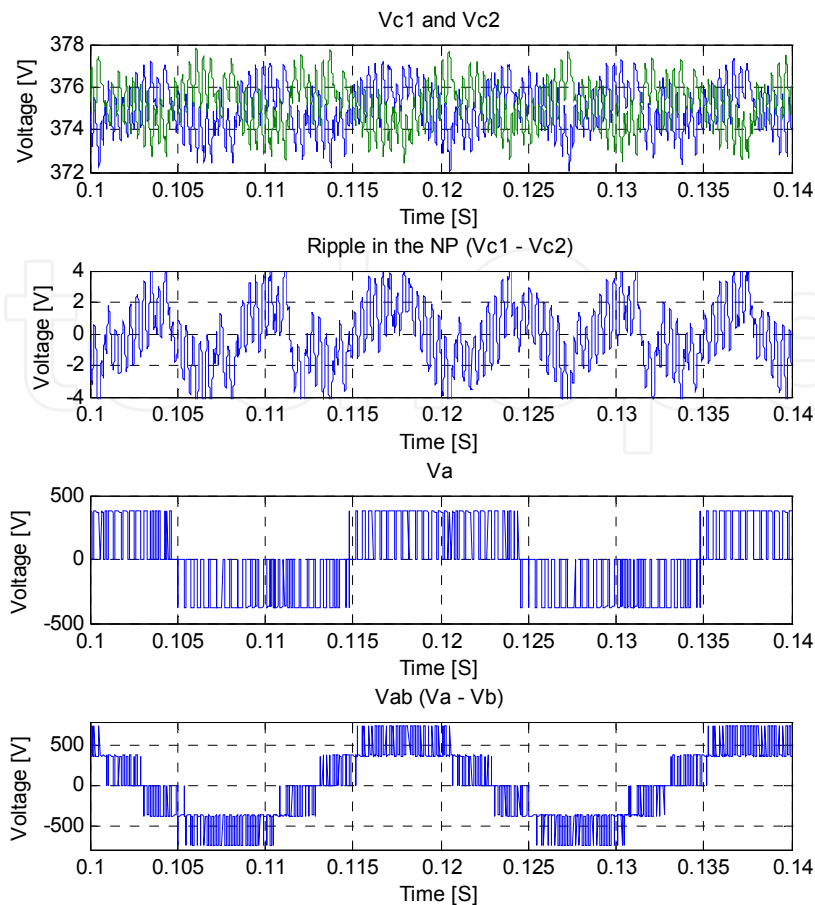 Vc1 and Vc2
Voltage [V]
378
376
374
372
0.1 0.105 0.11 0.115 0.12 0.125 0.13 0.135 0.14
Time [S]
Ripple in the NP (Vc1 - Vc2)
Voltage [V]
4
2
0
-2
-4
0.1 0.105 0.11 0.115 0.12 0.125 0.13 0.135 0.14
Time [S]
Va
Voltage [V]
500
0
-500
0.1 0.105 0.11 0.115 0.12 0.125 0.13 0.135 0.14
Time [S]
Vab (Va - Vb)
Voltage [V]
500
0
-500
0.1 0.105 0.11 0.115 0.12 0.125 0.13 0.135 0.14
Time [S]